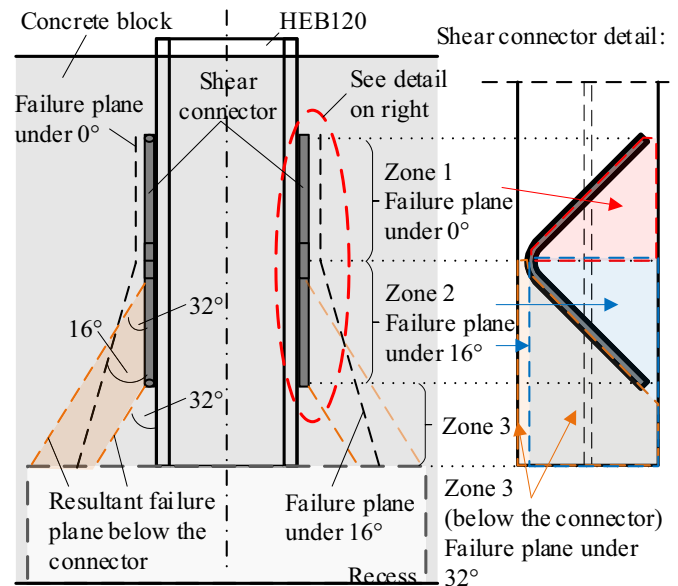 Concrete block
HEB120
Shear connector detail:
Shear
connector
See detail
on right
Failure plane
under 0°
Zone 1
Failure plane
under 0°
Zone 2
Failure plane
under 16°
32°
16°
32°
Zone 3
Resultant failure
plane below the
connector
Failure plane
under 16°
Zone 3
(below the connector)
Failure plane under
32°
Recess